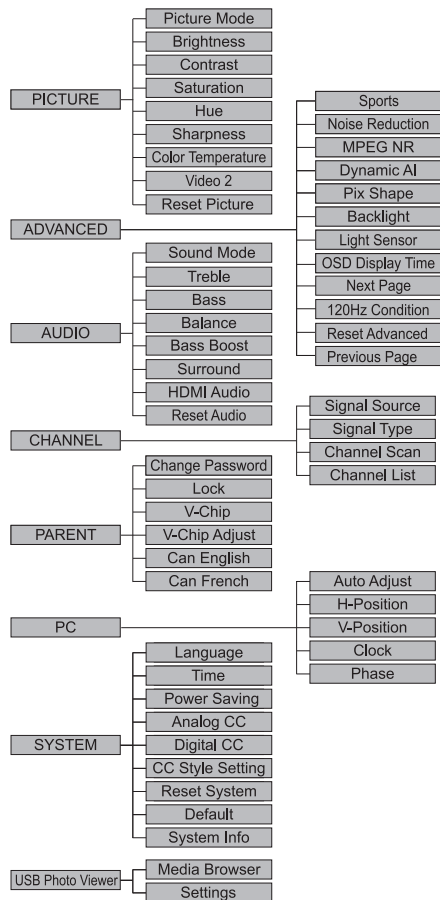 PICTURE
Picture Mode
Brightness
Contrast
Saturation
Hue
Sharpness
Color Temperature
Video 2
Reset Picture
ADVANCED
Sports
Noise Reduction
MPEG NR
Dynamic AI
Pix Shape
Backlight
Light Sensor
OSD Display Time
Next Page
120Hz Condition
Reset Advanced
Previous Page
AUDIO
Sound Mode
Treble
Bass
Balance
Bass Boost
Surround
HDMI Audio
Reset Audio
CHANNEL
Signal Source
Signal Type
Channel Scan
Channel List
PARENT
Change Password
Lock
V-Chip
V-Chip Adjust
Can English
Can French
PC
Auto Adjust
H-Position
V-Position
Clock
Phase
SYSTEM
Language
Time
Power Saving
Analog CC
Digital CC
CC Style Setting
Reset System
Default
System Info
USB Photo Viewer
Media Browser
Settings